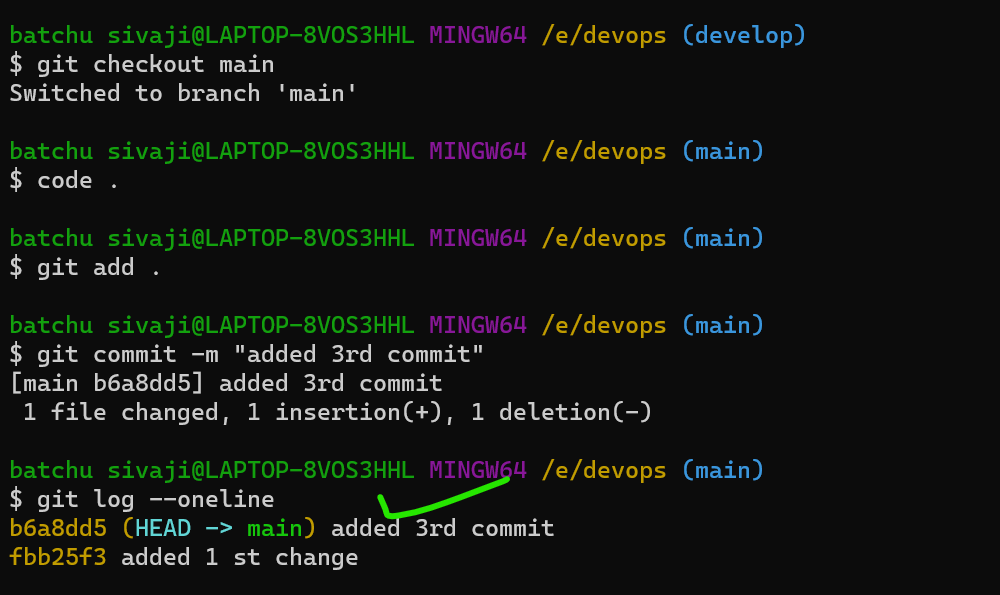 batchu sivaji@LAPTOP-8VOS3HHL MINGW64 /e/devops (develop)
$ git checkout main
Switched to branch 'main'
batchu sivaji@LAPTOP-8VOS3HHL MINGW64 /e/devops (main)
$ code .
batchu sivaji@LAPTOP-8VOS3HHL MINGW64 /e/devops (main)
$ git add .
batchu sivaji@LAPTOP-8VOS3HHL MINGW64 /e/devops (main)
$ git commit -m "added 3rd commit"
[main b6a8dd5] added 3rd commit
 1 file changed, 1 insertion(+), 1 deletion(-)
batchu sivaji@LAPTOP-8VOS3HHL MINGW64 /e/devops (main)
$ git log --oneline
b6a8dd5 (HEAD -> main) added 3rd commit
fbb25f3 added 1 st change